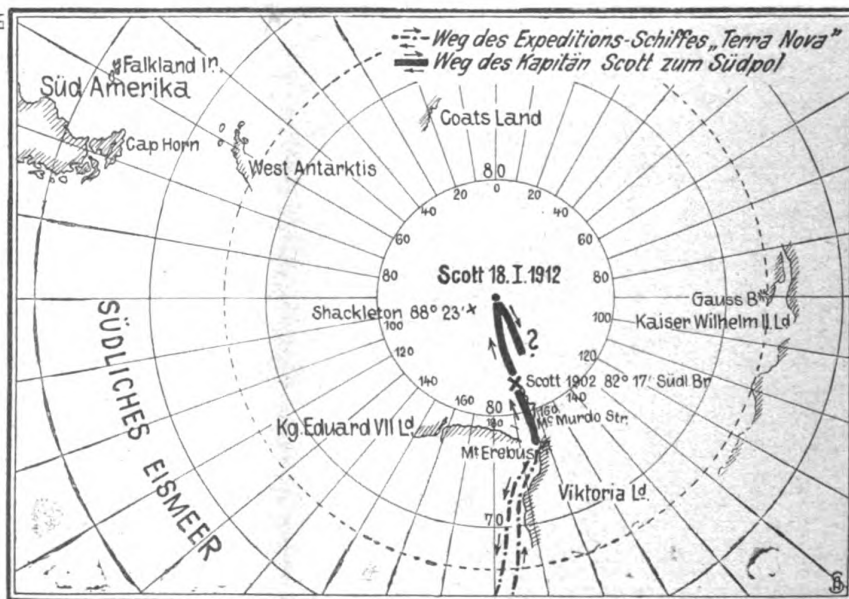 Weg des Expeditions-Schiffes „Terra Nova"
Weg des Kapitän Scott zum Südpol
Falkland In.
Süd Amerika
Cap Horn
West Antarktis
Coats Land
80
0
20
20
40
40
60
60
80
80
Scott 18. I. 1912
Shackleton 88° 23' x
Gauss B
Kaiser Wilhelm II. Ld
100
100
120
120
?
140
140
Scott 1902 82° 17' Südl Br
160
160
80
180
Mc Murdo Str.
Kg. Eduard VII Ld.
Mt Erebus
Viktoria Ld.
70
SÜDLICHES EISMEER